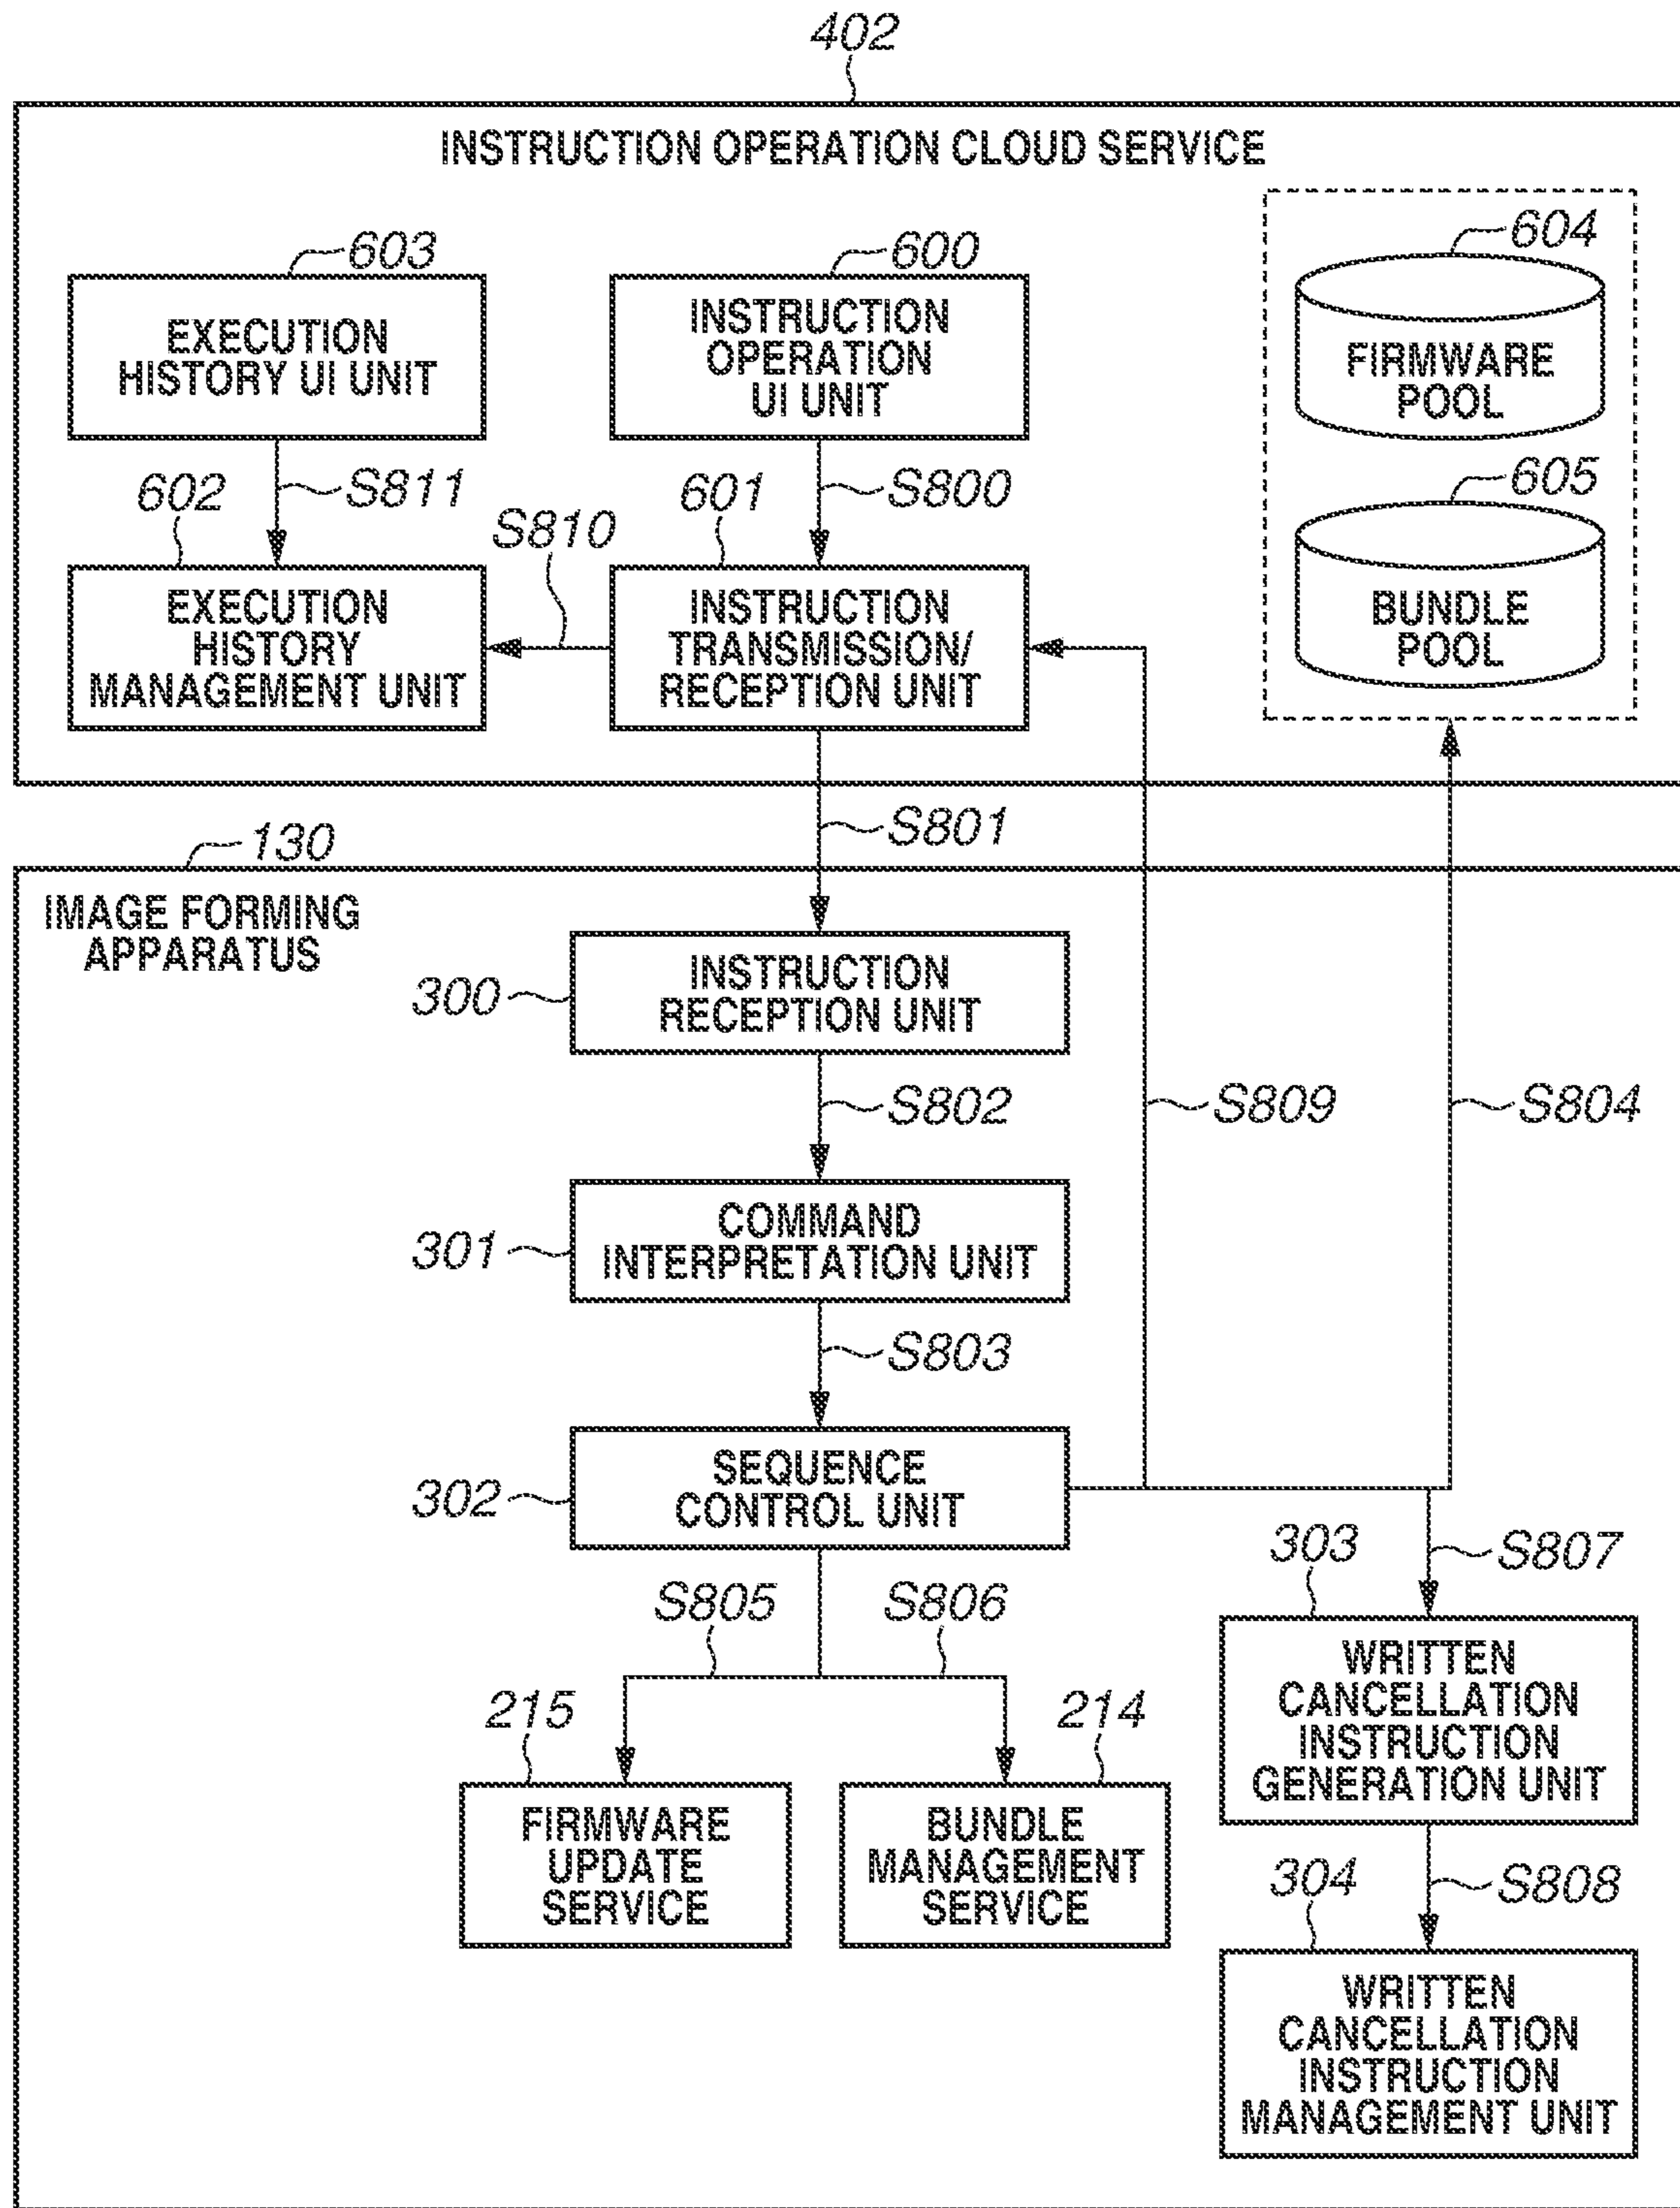 402
INSTRUCTION OPERATION CLOUD SERVICE
603
EXECUTION
HISTORY UI UNIT
600
INSTRUCTION
OPERATION
UI UNIT
604
FIRMWARE
POOL
S811
S800
605
BUNDLE
POOL
602
EXECUTION
HISTORY
MANAGEMENT UNIT
S810
601
INSTRUCTION
TRANSMISSION/
RECEPTION UNIT
S801
130
IMAGE FORMING
APPARATUS
300
INSTRUCTION
RECEPTION UNIT
S802
S809
S804
301
COMMAND
INTERPRETATION UNIT
S803
302
SEQUENCE
CONTROL UNIT
S805
S806
303
S807
215
FIRMWARE
UPDATE
SERVICE
214
BUNDLE
MANAGEMENT
SERVICE
WRITTEN
CANCELLATION
INSTRUCTION
GENERATION UNIT
304
S808
WRITTEN
CANCELLATION
INSTRUCTION
MANAGEMENT UNIT